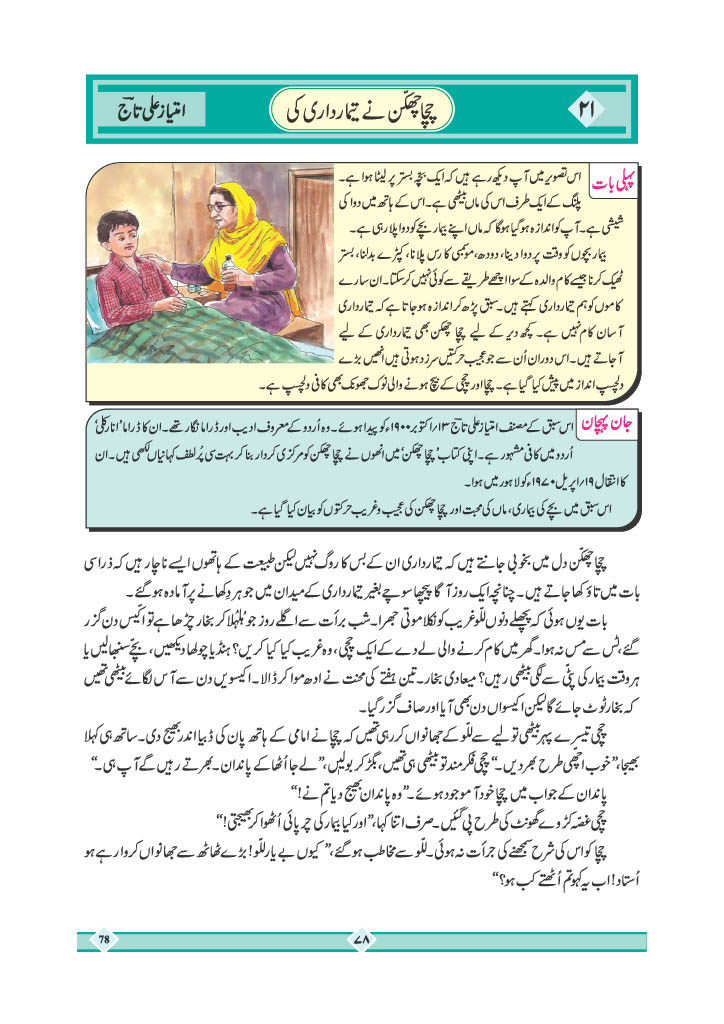 ۲۱
چچا چھکّن نے تیمارداری کی
امتیاز علی تاجؔ
پہلی بات
اس تصویر میں آپ دیکھ رہے ہیں کہ ایک بچّہ بستر پر لیٹا ہوا ہے۔
پلنگ کے ایک طرف اس کی ماں بیٹھی ہے۔ اس کے ہاتھ میں دوا کی
شیشی ہے۔ آپ کو اندازہ ہو گیا ہوگا کہ ماں اپنے بیمار بچّے کو دوا پلا رہی ہے۔
بیمار بچوں کو وقت پر دوا دینا، دودھ، موسمبی کا رس پلانا، کپڑے بدلنا، بستر
ٹھیک کرنا جیسے کام والدہ کے سوا اچھے طریقے سے کوئی نہیں کر سکتا۔ ان سارے
کاموں کو ہم تیمارداری کہتے ہیں۔ سبق پڑھ کر اندازہ ہو جاتا ہے کہ تیمارداری
آسان کام نہیں ہے۔ کچھ دیر کے لیے چچا چھکن بھی تیمارداری کے لیے
آ جاتے ہیں۔ اس دوران اُن سے جو عجیب حرکتیں سرزد ہوتی ہیں انھیں بڑے
دلچسپ انداز میں پیش کیا گیا ہے۔ چچا اور چچی کے بیچ ہونے والی نوک جھونک بھی کافی دلچسپ ہے۔
جان پہچان
اس سبق کے مصنف امتیاز علی تاجؔ ۱۳؍ اکتوبر ۱۹۰۰ء کو پیدا ہوئے۔ وہ اُردو کے معروف ادیب اور ڈراما نگار تھے۔ ان کا ڈراما ’انارکلی‘
اُردو میں کافی مشہور ہے۔ اپنی کتاب ’چچا چھکن‘ میں انھوں نے چچا چھکن کو مرکزی کردار بنا کر بہت سی پُر لطف کہانیاں لکھی ہیں۔ ان
کا انتقال ۱۹؍ اپریل ۱۹۷۰ء کو لاہور میں ہوا۔
اس سبق میں بچے کی بیماری، ماں کی محبت اور چچا چھکن کی عجیب و غریب حرکتوں کو بیان کیا گیا ہے۔
چچا چھکّن دل میں بخوبی جانتے ہیں کہ تیمارداری ان کے بس کا روگ نہیں لیکن طبیعت کے ہاتھوں ایسے ناچار ہیں کہ ذرا سی
بات میں تاؤ کھا جاتے ہیں۔ چنانچہ ایک روز آگا پیچھا سوچے بغیر تیمارداری کے میدان میں جوہر دِکھانے پر آمادہ ہو گئے۔
بات یوں ہوئی کہ پچھلے دنوں للّو غریب کو نکلا موتی جھرا۔ شب برأت سے اگلے روز جو ہُلہُلا کر بخار چڑھا ہے تو اکیس دن گزر
گئے، ٹس سے مس نہ ہوا۔ گھر میں کام کرنے والی لے دے کے ایک چچی، وہ غریب کیا کیا کریں؟ ہنڈیا چولھا دیکھیں، بچّے سنبھالیں یا
ہر وقت بیمار کی پٹّی سے لگی بیٹھی رہیں؟ میعادی بخار۔ تین ہفتے کی محنت نے ادھ موا کر ڈالا۔ اکیسویں دن سے آس لگائے بیٹھی تھیں
کہ بخار ٹوٹ جائے گا لیکن اکیسواں دن بھی آیا اور صاف گزر گیا۔
چچی تیسرے پہر بیٹھی تولیے سے للّو کے جھانواں کر رہی تھیں کہ چچا نے امامی کے ہاتھ پان کی ڈبیا اندر بھیج دی۔ ساتھ ہی کہلا
بھیجا، ’’خوب اچّھی طرح بھر دیں۔‘‘ چچی فکر مند تو بیٹھی ہی تھیں، بگڑ کر بولیں، ’’لے جا اُٹھا کے پاندان۔ بھرتے رہیں گے آپ ہی۔‘‘
پاندان کے جواب میں چچا خود آ موجود ہوئے۔ ’’وہ پاندان بھیج دیا تم نے!‘‘
چچی غصّہ کڑوے گھونٹ کی طرح پی گئیں۔ صرف اتنا کہا، ’’اور کیا بیمار کی چرپائی اُٹھوا کر بھیجتی!‘‘
چچا کو اس کی شرح سمجھنے کی جرأت نہ ہوئی۔ للّو سے مخاطب ہو گئے، ’’کیوں بے یار للّو! بڑے ٹھاٹھ سے جھانواں کروا رہے ہو
اُستاد! اب یہ کہو تم اُٹھتے کب ہو؟‘‘
78
۷۸